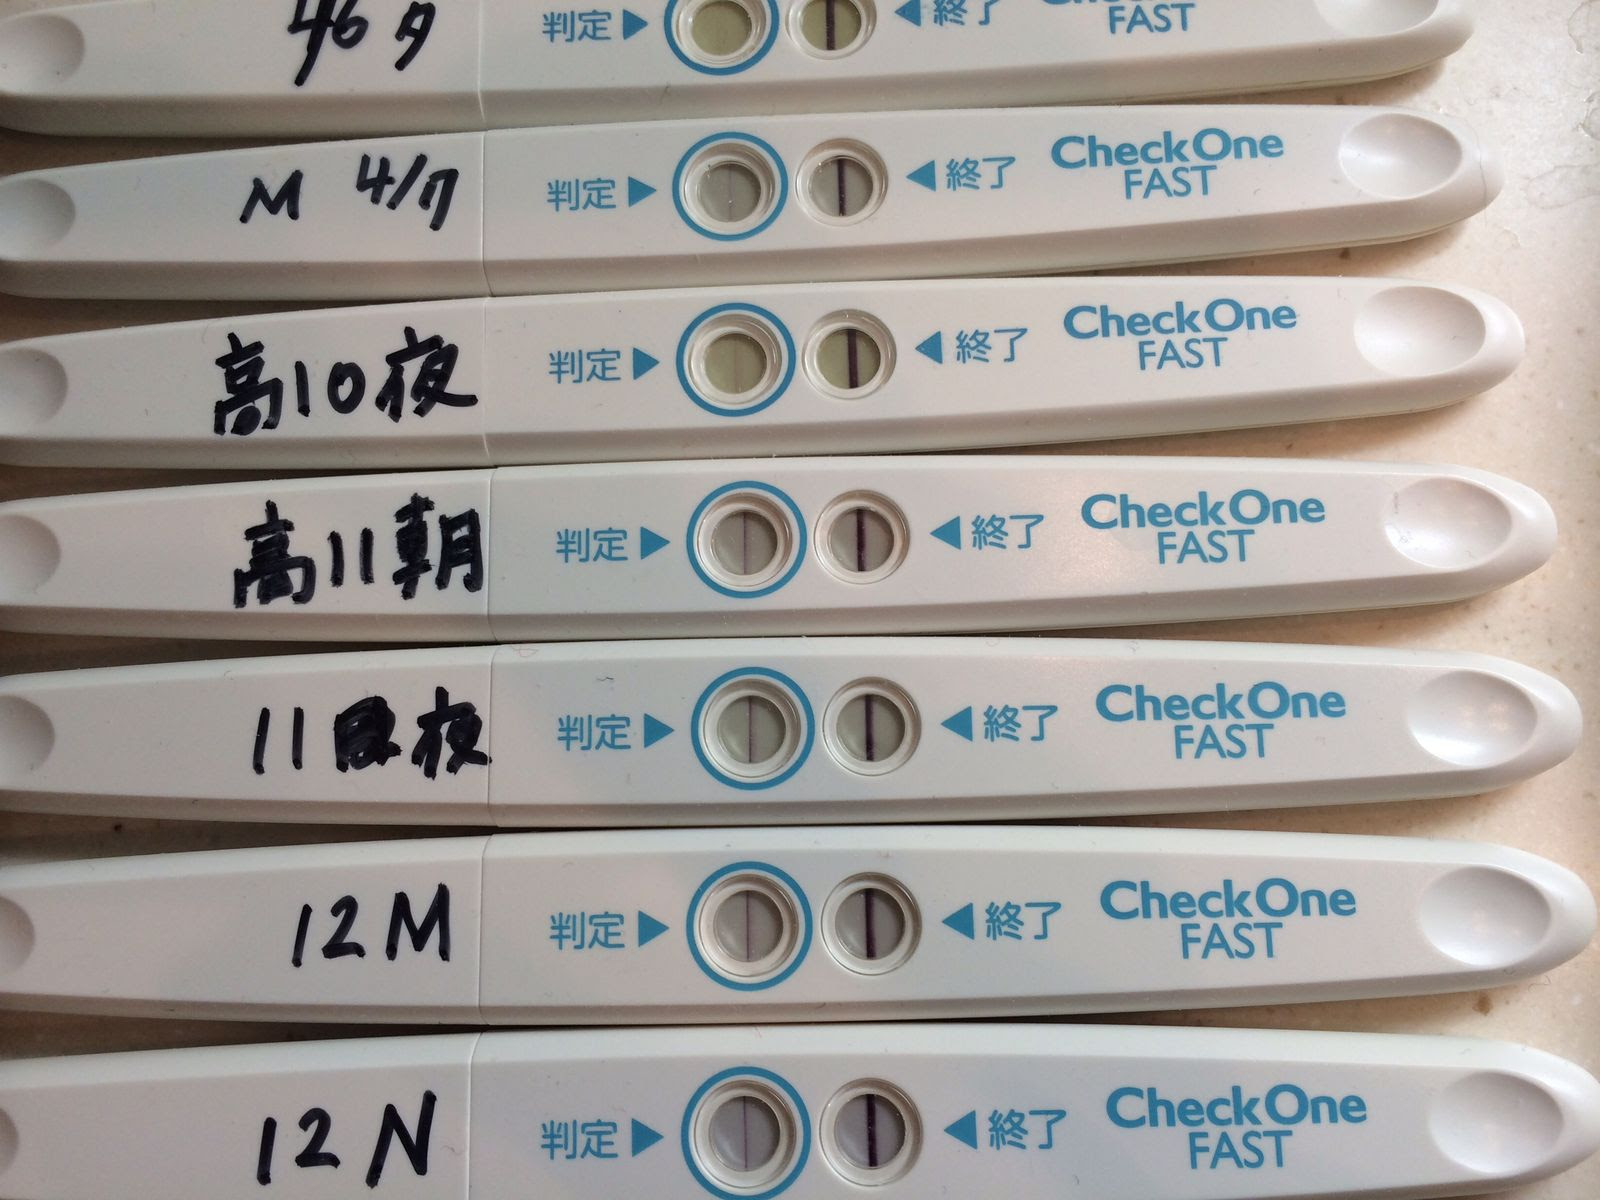 4/6 夕 判定 ▶ ◀ 終了 CheckOne FAST
M 4/7 判定 ▶ ◀ 終了 CheckOne FAST
高10夜 判定 ▶ ◀ 終了 CheckOne FAST
高11朝 判定 ▶ ◀ 終了 CheckOne FAST
11目夜 判定 ▶ ◀ 終了 CheckOne FAST
12M 判定 ▶ ◀ 終了 CheckOne FAST
12N 判定 ▶ ◀ 終了 CheckOne FAST